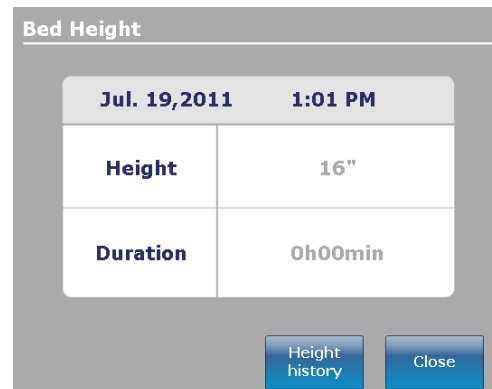 Bed Height
Jul. 19,2011 1:01 PM
Height 16"
Duration 0h00min
Height
history
Close